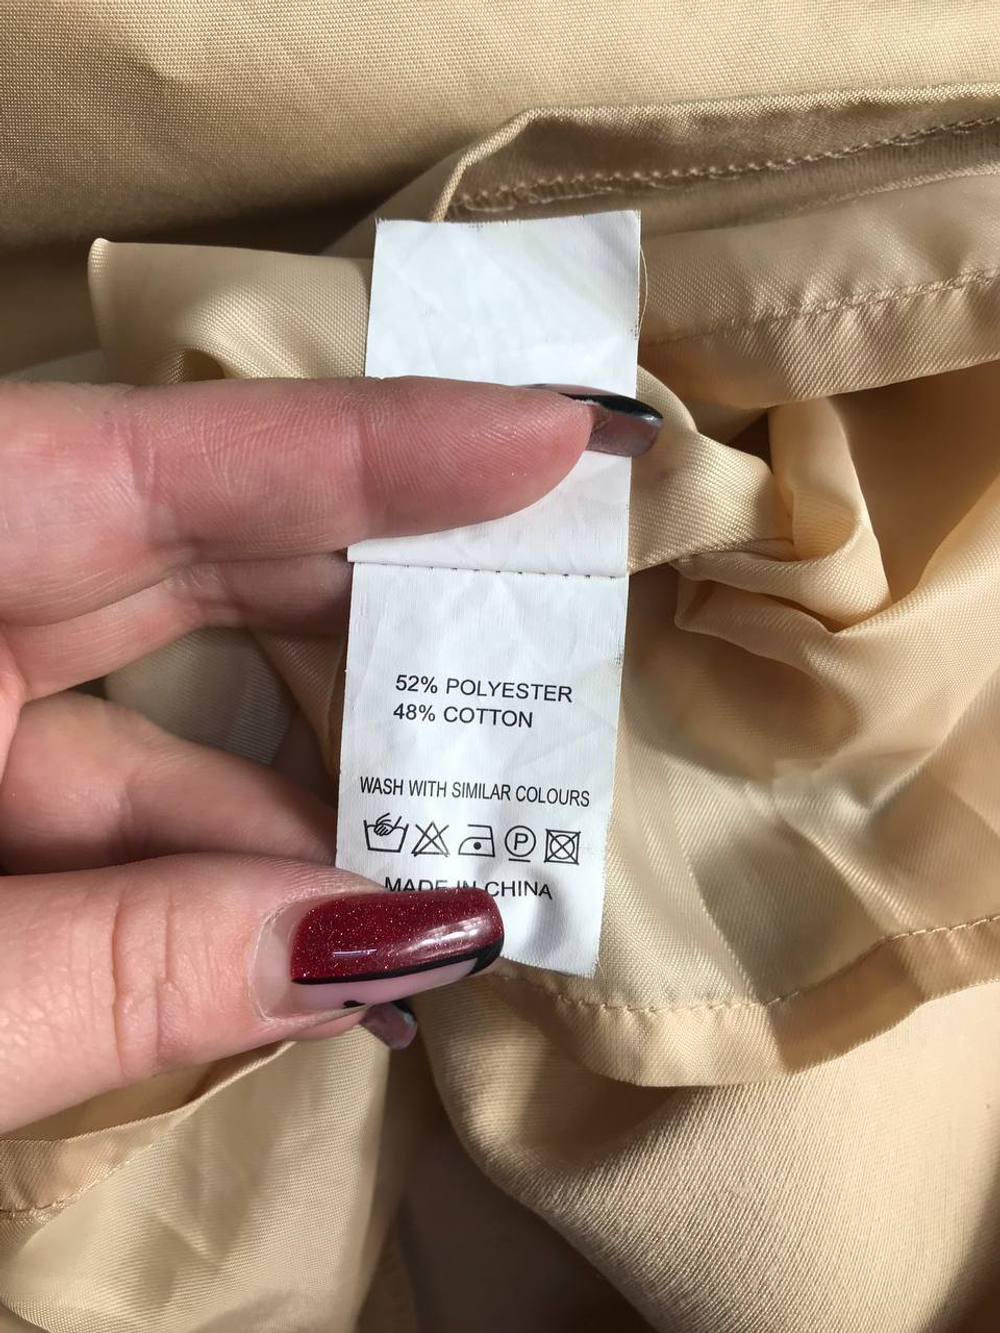 52% POLYESTER
48% COTTON
WASH WITH SIMILAR COLOURS
P
MADE IN CHINA